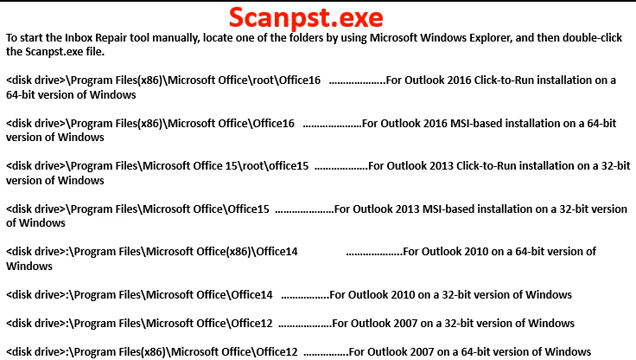 Scanpst.exe
To start the Inbox Repair tool manually, locate one of the folders by using Microsoft Windows Explorer, and then double-click
the Scanpst.exe file.
<disk drive>\Program Files(x86)\Microsoft Office\root\Office16 ...................For Outlook 2016 Click-to-Run installation on a
64-bit version of Windows
<disk drive>\Program Files(x86)\Microsoft Office\Office16 ....................For Outlook 2016 MSI-based installation on a 64-bit
version of Windows
<disk drive>\Program Files\Microsoft Office 15\root\office15 ..................For Outlook 2013 Click-to-Run installation on a 32-bit
version of Windows
<disk drive>\Program Files\Microsoft Office\Office15 ....................For Outlook 2013 MSI-based installation on a 32-bit version
of Windows
<disk drive>:\Program Files\Microsoft Office(x86)\Office14 ...................For Outlook 2010 on a 64-bit version of
Windows
<disk drive>:\Program Files\Microsoft Office\Office14 ................For Outlook 2010 on a 32-bit version of Windows
<disk drive>:\Program Files\Microsoft Office\Office12 ..................For Outlook 2007 on a 32-bit version of Windows
<disk drive>:\Program Files(x86)\Microsoft Office\Office12 ...............For Outlook 2007 on a 64-bit version of Windows